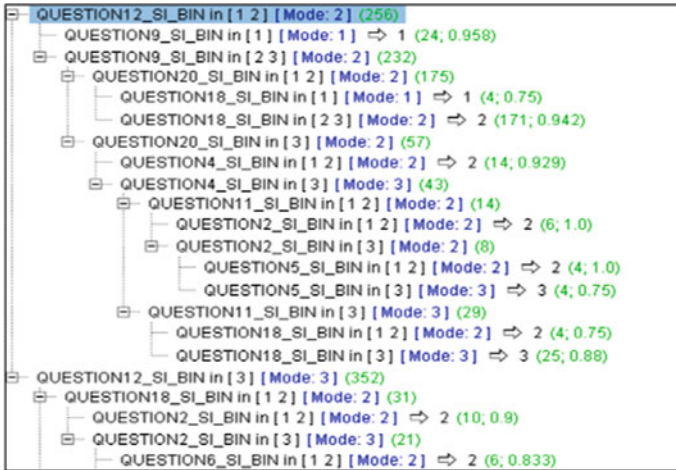 QUESTION12_SI_BIN in [1 2] [Mode: 2] (256)
QUESTION9_SI_BIN in [1] [Mode: 1] ⇨ 1 (24; 0.958)
QUESTION9_SI_BIN in [2 3] [Mode: 2] (232)
QUESTION20_SI_BIN in [1 2] [Mode: 2] (175)
QUESTION18_SI_BIN in [1] [Mode: 1] ⇨ 1 (4; 0.75)
QUESTION18_SI_BIN in [2 3] [Mode: 2] ⇨ 2 (171; 0.942)
QUESTION20_SI_BIN in [3] [Mode: 2] (57)
QUESTION4_SI_BIN in [1 2] [Mode: 2] ⇨ 2 (14; 0.929)
QUESTION4_SI_BIN in [3] [Mode: 3] (43)
QUESTION11_SI_BIN in [1 2] [Mode: 2] (14)
QUESTION2_SI_BIN in [1 2] [Mode: 2] ⇨ 2 (6; 1.0)
QUESTION2_SI_BIN in [3] [Mode: 2] (8)
QUESTION5_SI_BIN in [1 2] [Mode: 2] ⇨ 2 (4; 1.0)
QUESTION5_SI_BIN in [3] [Mode: 3] ⇨ 3 (4; 0.75)
QUESTION11_SI_BIN in [3] [Mode: 3] (29)
QUESTION18_SI_BIN in [1 2] [Mode: 2] ⇨ 2 (4; 0.75)
QUESTION18_SI_BIN in [3] [Mode: 3] ⇨ 3 (25; 0.88)
QUESTION12_SI_BIN in [3] [Mode: 3] (352)
QUESTION18_SI_BIN in [1 2] [Mode: 2] (31)
QUESTION2_SI_BIN in [1 2] [Mode: 2] ⇨ 2 (10; 0.9)
QUESTION2_SI_BIN in [3] [Mode: 3] (21)
QUESTION6_SI_BIN in [1 2] [Mode: 2] ⇨ 2 (6; 0.833)